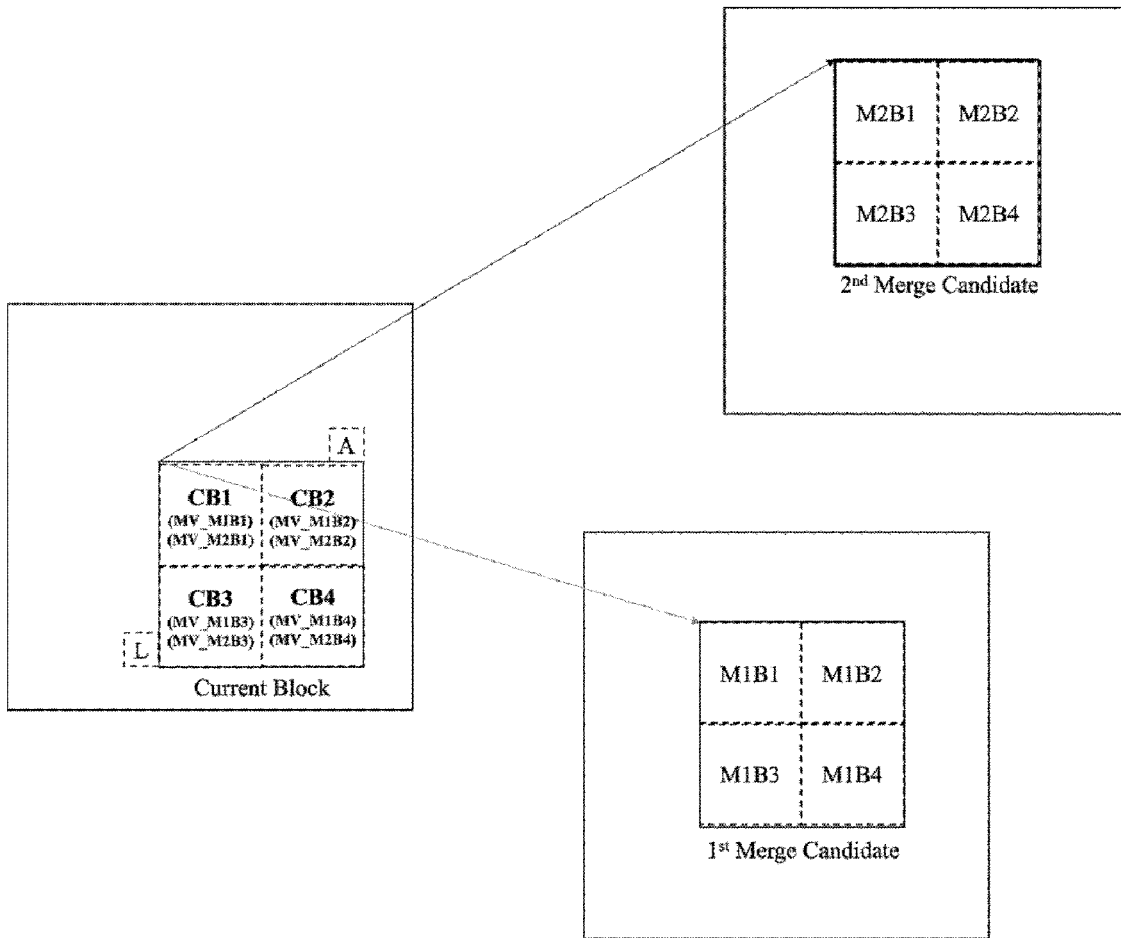 M2B1 M2B2
M2B3 M2B4
2nd Merge Candidate
A
CB1 CB2
(MV_M1B1) (MV_M1B2)
(MV_M2B1) (MV_M2B2)
CB3 CB4
(MV_M1B3) (MV_M1B4)
(MV_M2B3) (MV_M2B4)
L
Current Block
M1B1 M1B2
M1B3 M1B4
1st Merge Candidate